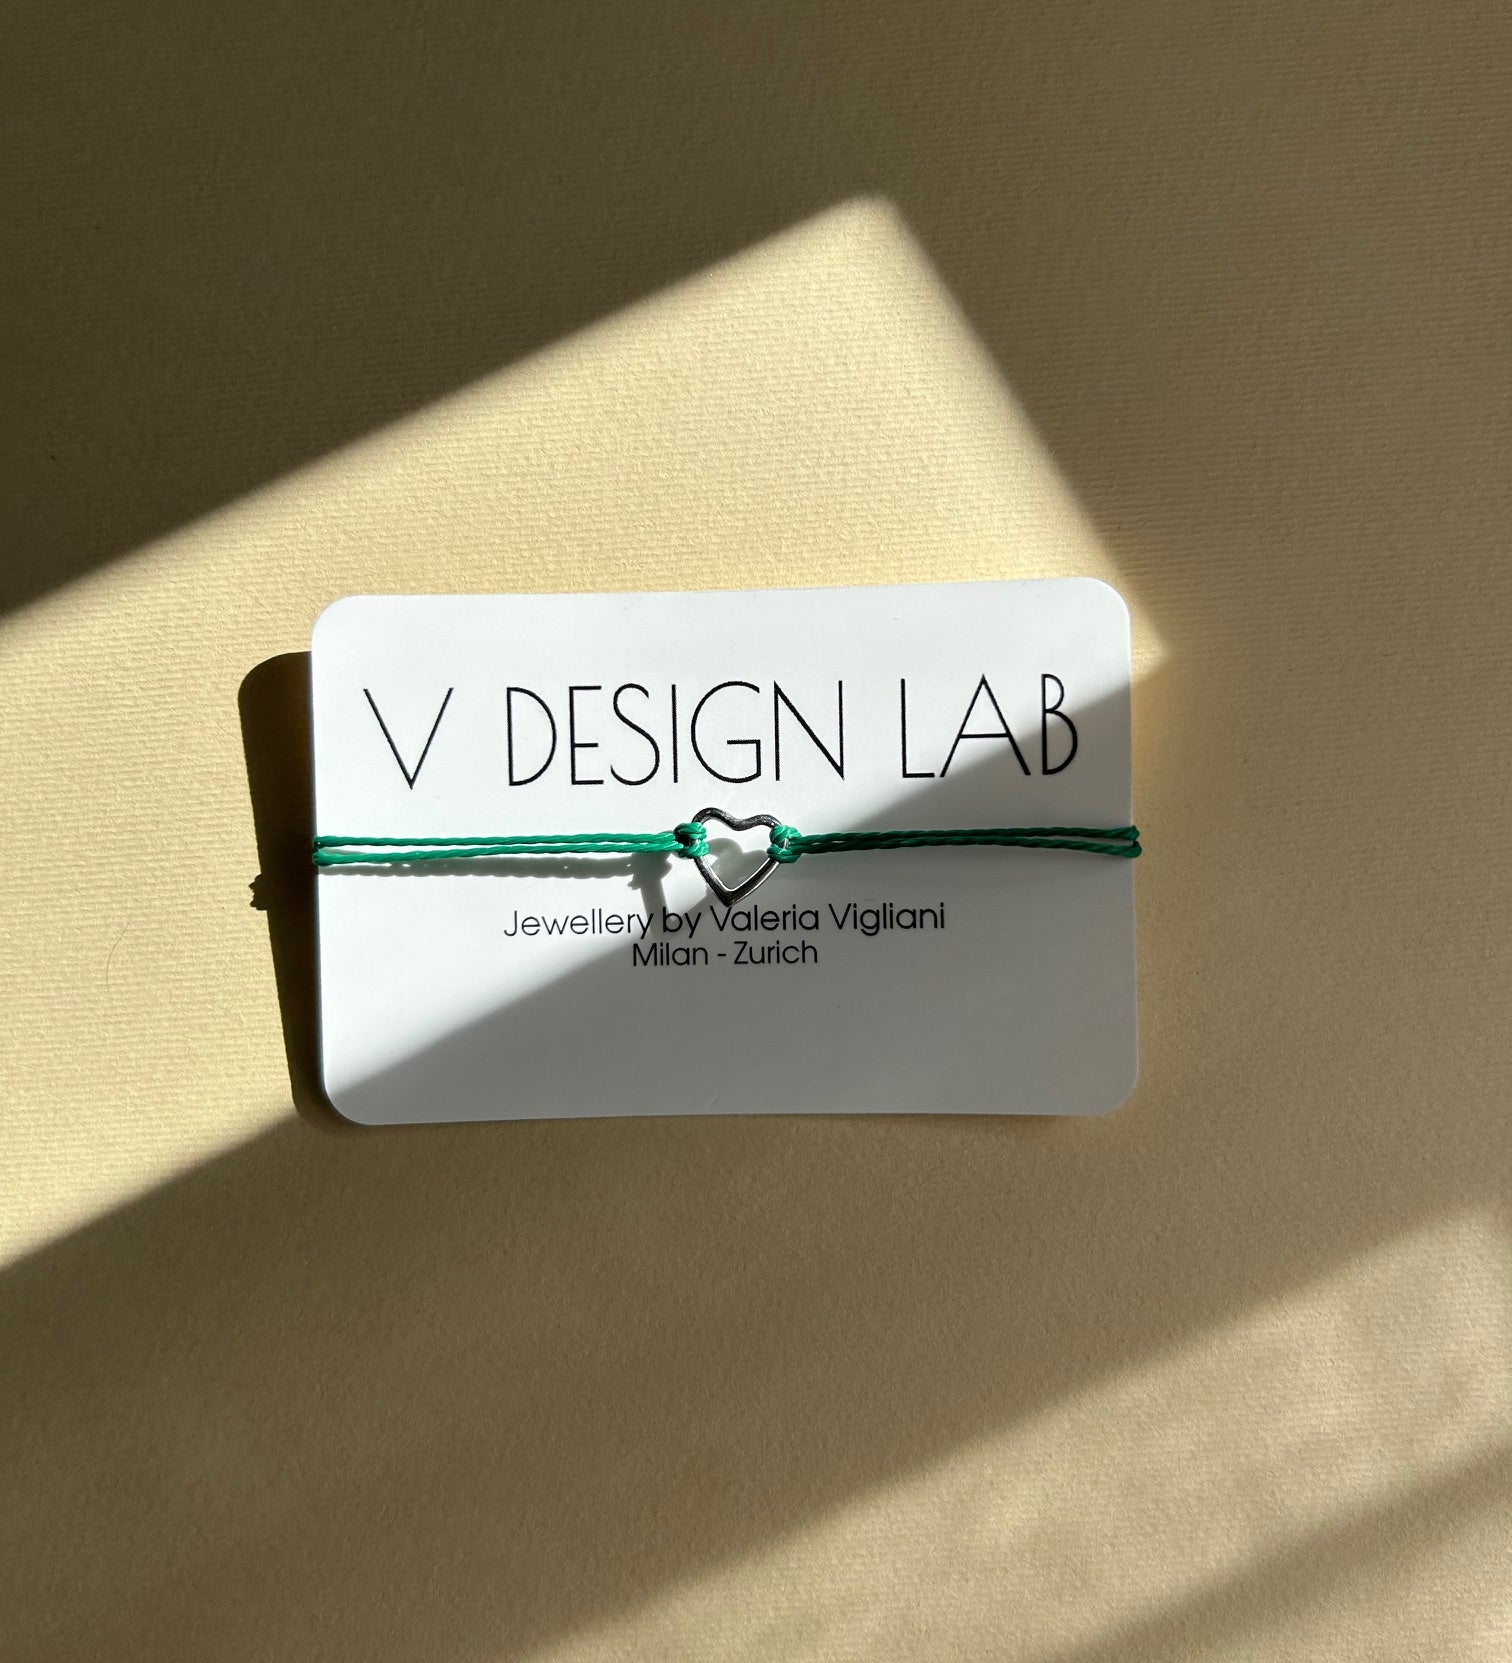 V DESIGN LAB
Jewellery by Valeria Vigliani
Milan - Zurich